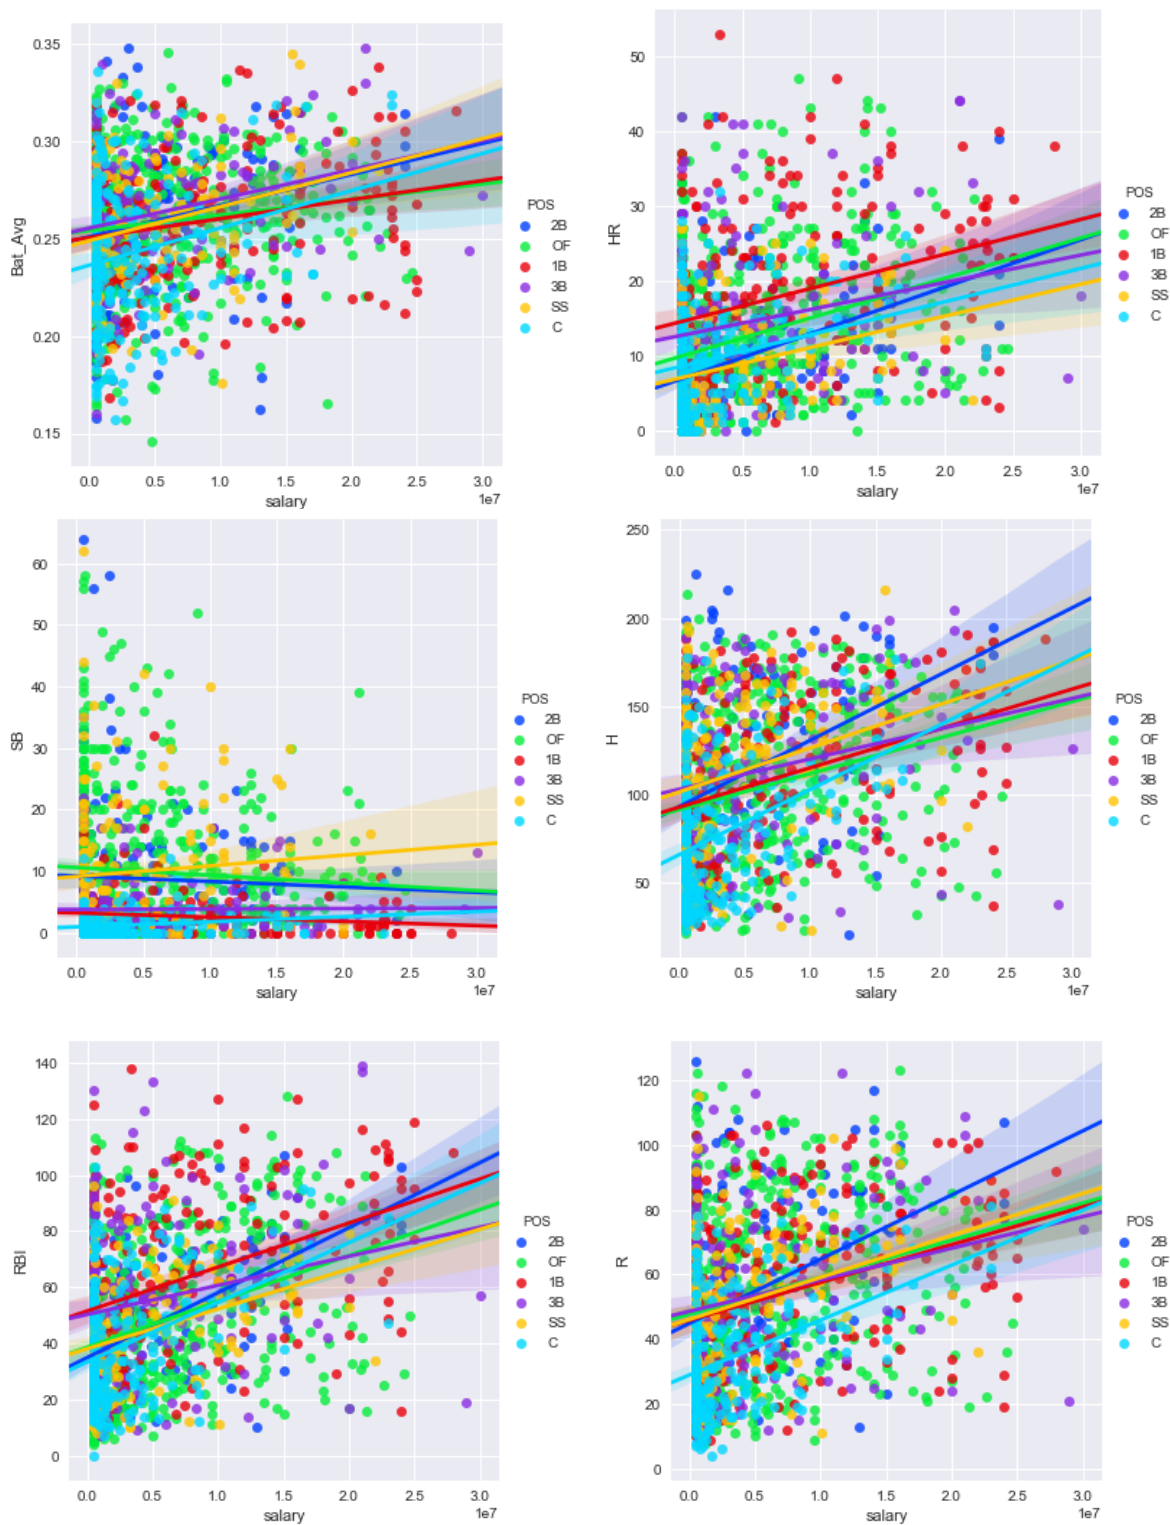 0.35
0.30
0.25
0.20
0.15
Bat_Avg
0.0 0.5 1.0 1.5 2.0 2.5 3.0
1e7
salary
POS
2B
OF
1B
3B
SS
C
50
40
30
20
10
0
HR
0.0 0.5 1.0 1.5 2.0 2.5 3.0
1e7
salary
POS
2B
OF
1B
3B
SS
C
60
50
40
30
20
10
0
SB
0.0 0.5 1.0 1.5 2.0 2.5 3.0
1e7
salary
POS
2B
OF
1B
3B
SS
C
250
200
150
100
50
H
0.0 0.5 1.0 1.5 2.0 2.5 3.0
1e7
salary
POS
2B
OF
1B
3B
SS
C
140
120
100
80
60
40
20
0
RBI
0.0 0.5 1.0 1.5 2.0 2.5 3.0
1e7
salary
POS
2B
OF
1B
3B
SS
C
120
100
80
60
40
20
0
R
0.0 0.5 1.0 1.5 2.0 2.5 3.0
1e7
salary
POS
2B
OF
1B
3B
SS
C